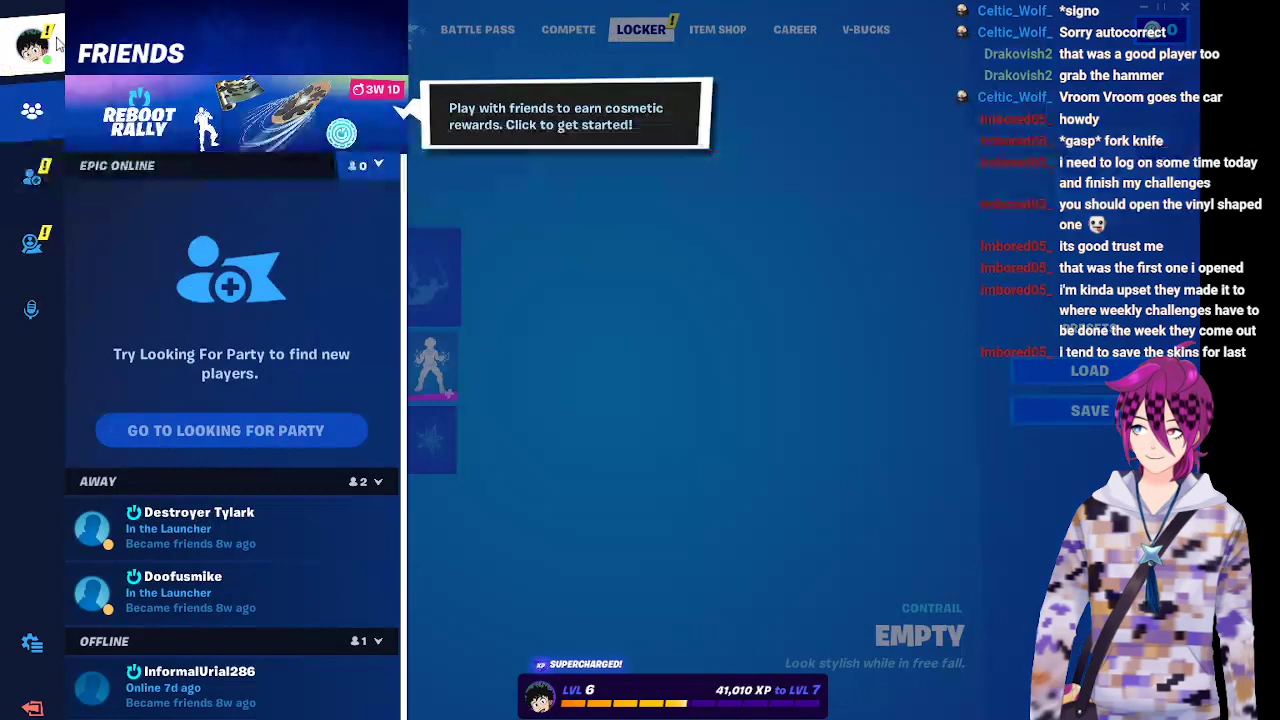 FRIENDS
REBOOT
RALLY
3W 1D
EPIC ONLINE
0
Try Looking For Party to find new
players.
GO TO LOOKING FOR PARTY
AWAY
2
Destroyer Tylark
In the Launcher
Became friends 8w ago
Doofusmike
In the Launcher
Became friends 8w ago
OFFLINE
1
InformalUrial286
Online 7d ago
Became friends 8w ago
BATTLE PASS
COMPETE
LOCKER
ITEM SHOP
CAREER
V-BUCKS
0
Play with friends to earn cosmetic
rewards. Click to get started!
Celtic_Wolf_ *signo
Celtic_Wolf_ Sorry autocorrect
Drakovish2 that was a good player too
Drakovish2 grab the hammer
Celtic_Wolf_ Vroom Vroom goes the car
Imbored05_ howdy
Imbored05_ *gasp* fork knife
Imbored05_ i need to log on some time today
and finish my challenges
Imbored05_ you should open the vinyl shaped
one
Imbored05_ its good trust me
Imbored05_ that was the first one i opened
Imbored05_ i'm kinda upset they made it to
where weekly challenges have to
be done the week they come out
Imbored05_ I tend to save the skins for last
PRESETS
LOAD
SAVE
CONTRAIL
EMPTY
Look stylish while in free fall.
XP SUPERCHARGED!
LVL 6
41,010 XP to LVL 7